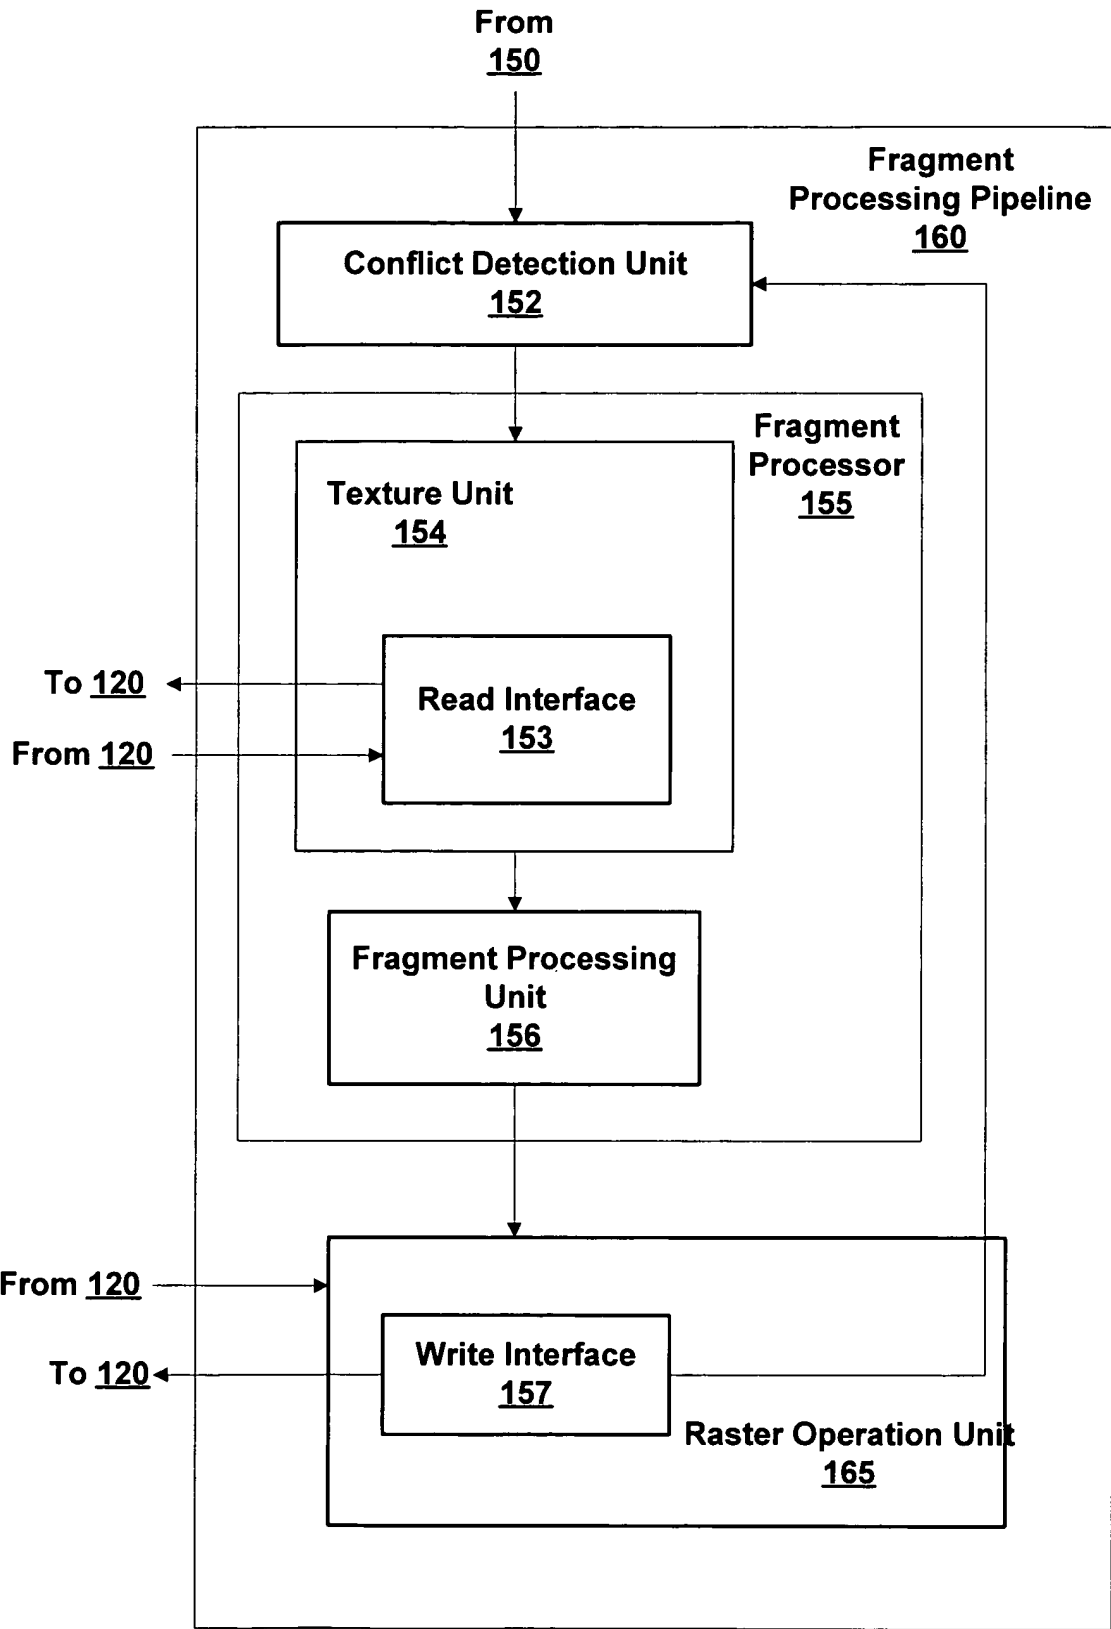 From
150
Fragment
Processing Pipeline
160
Conflict Detection Unit
152
Fragment
Processor
155
Texture Unit
154
To 120
Read Interface
153
From 120
Fragment Processing
Unit
156
From 120
Write Interface
157
To 120
Raster Operation Unit
165